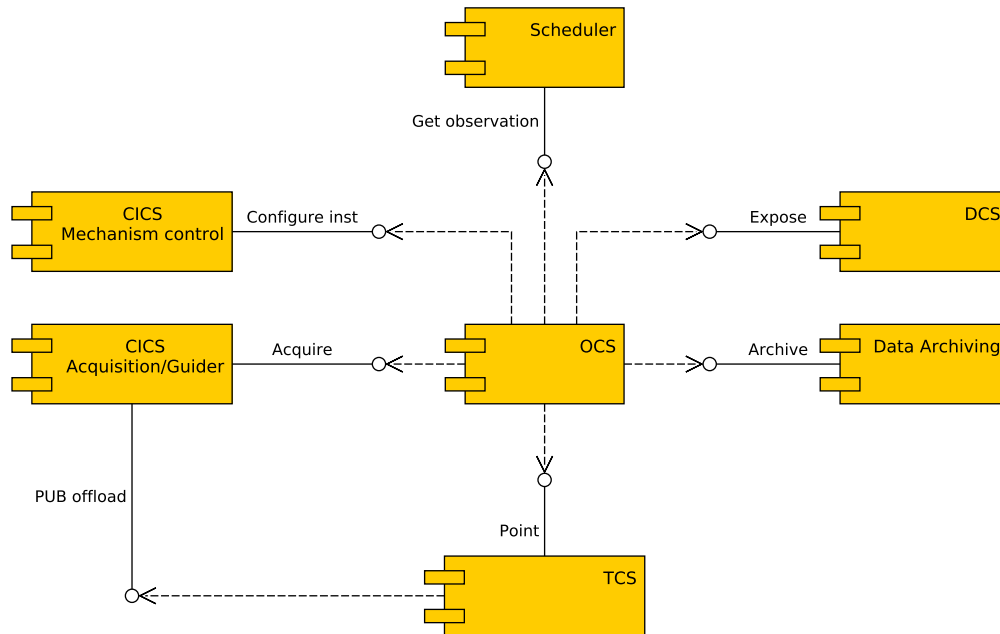 Scheduler
Get observation
CICS
Mechanism control
Configure inst
Expose
DCS
CICS
Acquisition/Guider
Acquire
OCS
Archive
Data Archiving
PUB offload
Point
TCS